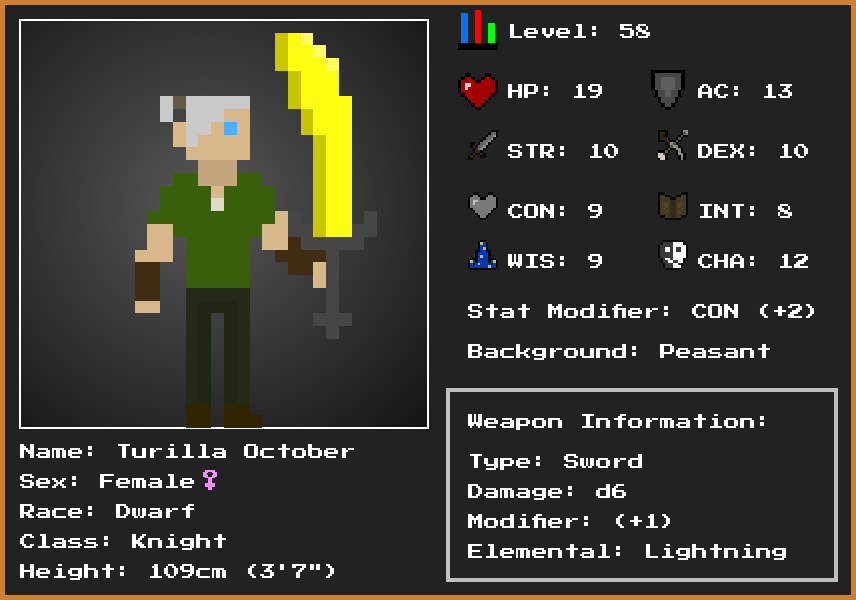 Level: 58
HP: 19
AC: 13
STR: 10
DEX: 10
CON: 9
INT: 8
WIS: 9
CHA: 12
Stat Modifier: CON (+2)
Background: Peasant
Weapon Information:
Type: Sword
Damage: d6
Modifier: (+1)
Elemental: Lightning
Name: Turilla October
Sex: Female♀
Race: Dwarf
Class: Knight
Height: 109cm (3'7")